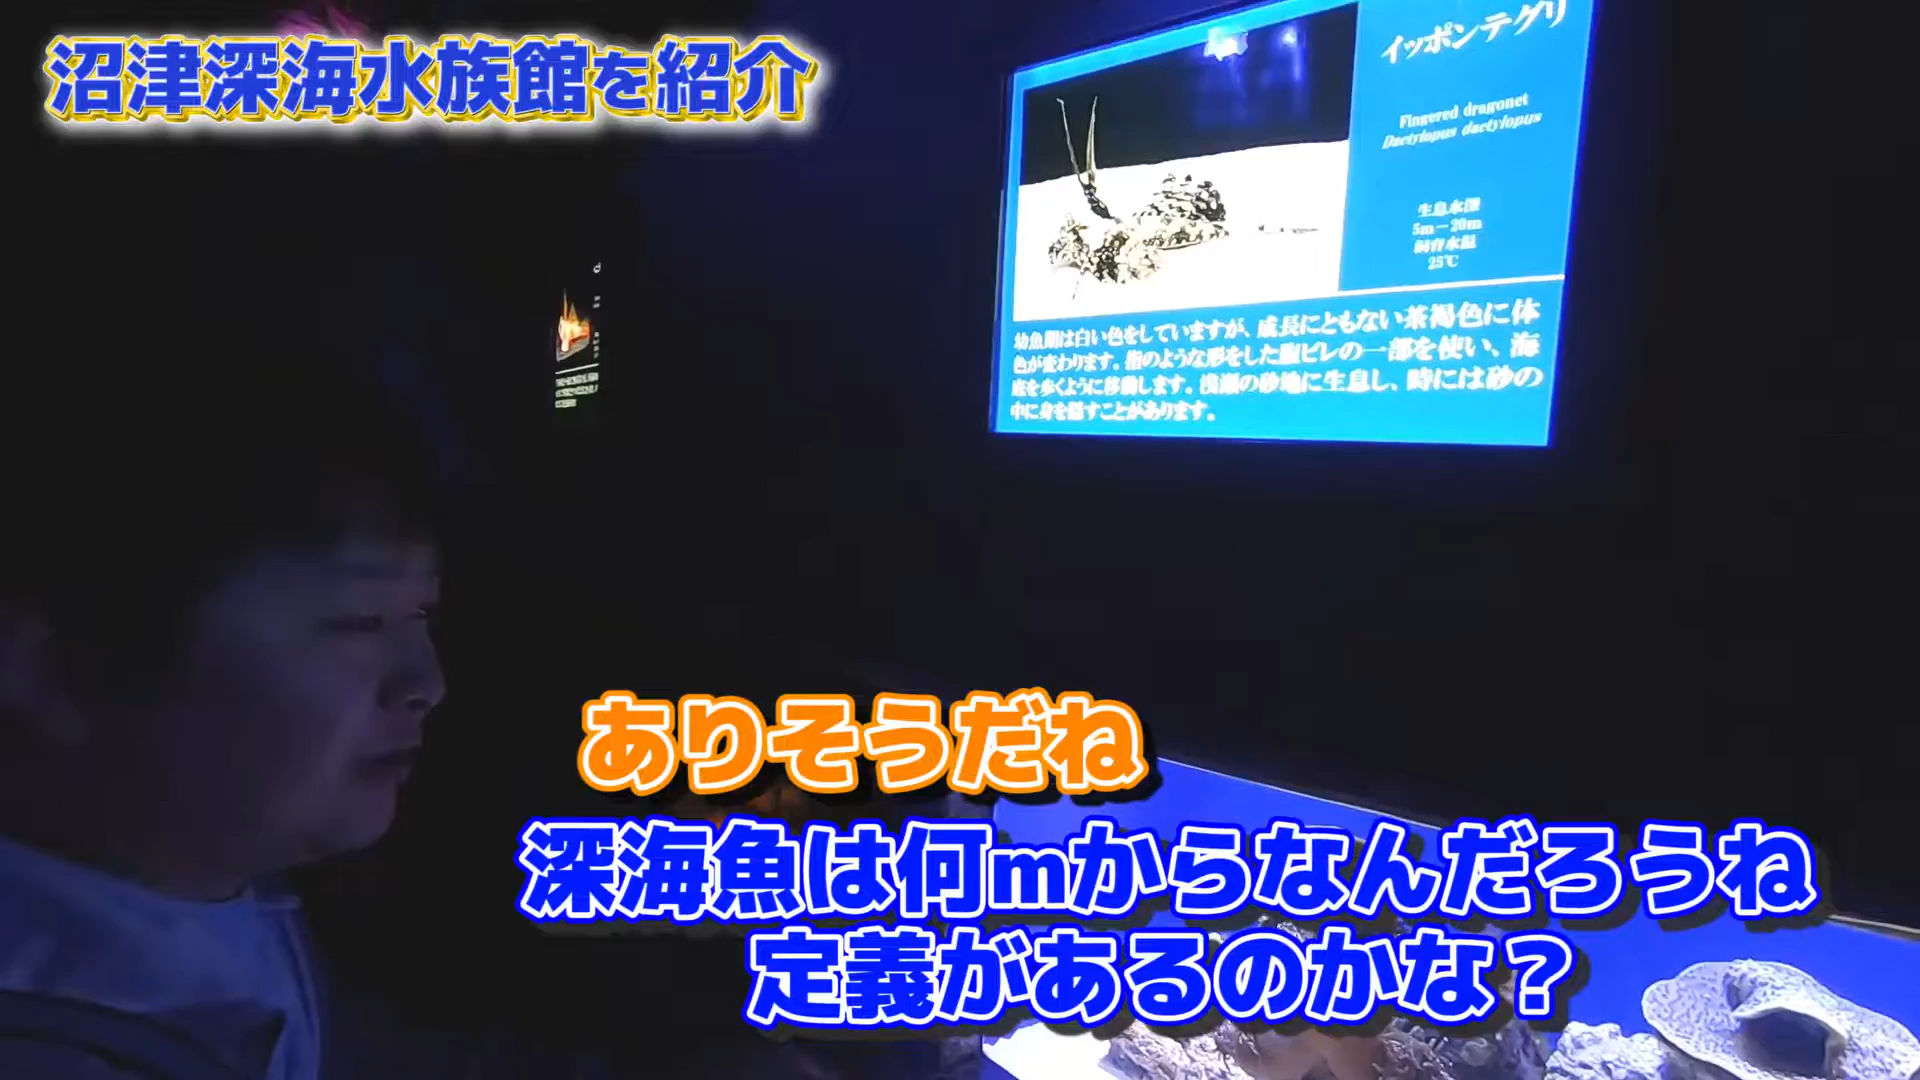 沼津深海水族館を紹介
イッポンテグリ
Fingered dragonet
Dactylopus dactylopus
生息水深
5m－20m
飼育水温
25℃
幼魚期は白い色をしていますが、成長にともない茶褐色に体
色が変わります。指のような形をした腹ビレの一部を使い、海
底を歩くように移動します。浅瀬の砂地に生息し、時には砂の
中に身を隠すことがあります。
ありそうだね
深海魚は何mからなんだろうね
定義があるのかな？